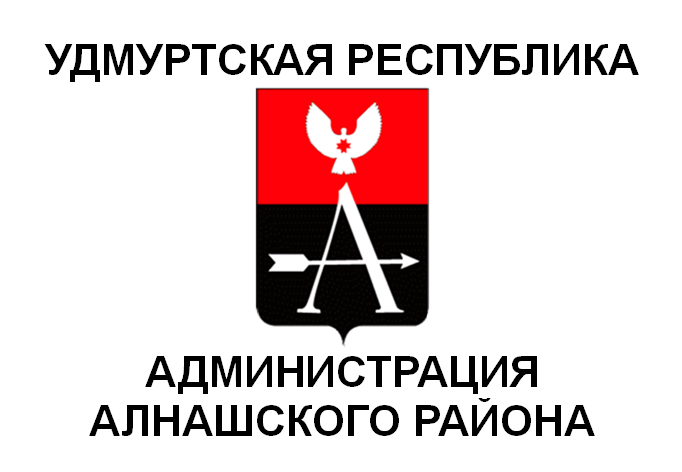 УДМУРТСКАЯ РЕСПУБЛИКА
А
АДМИНИСТРАЦИЯ
АЛНАШСКОГО РАЙОНА